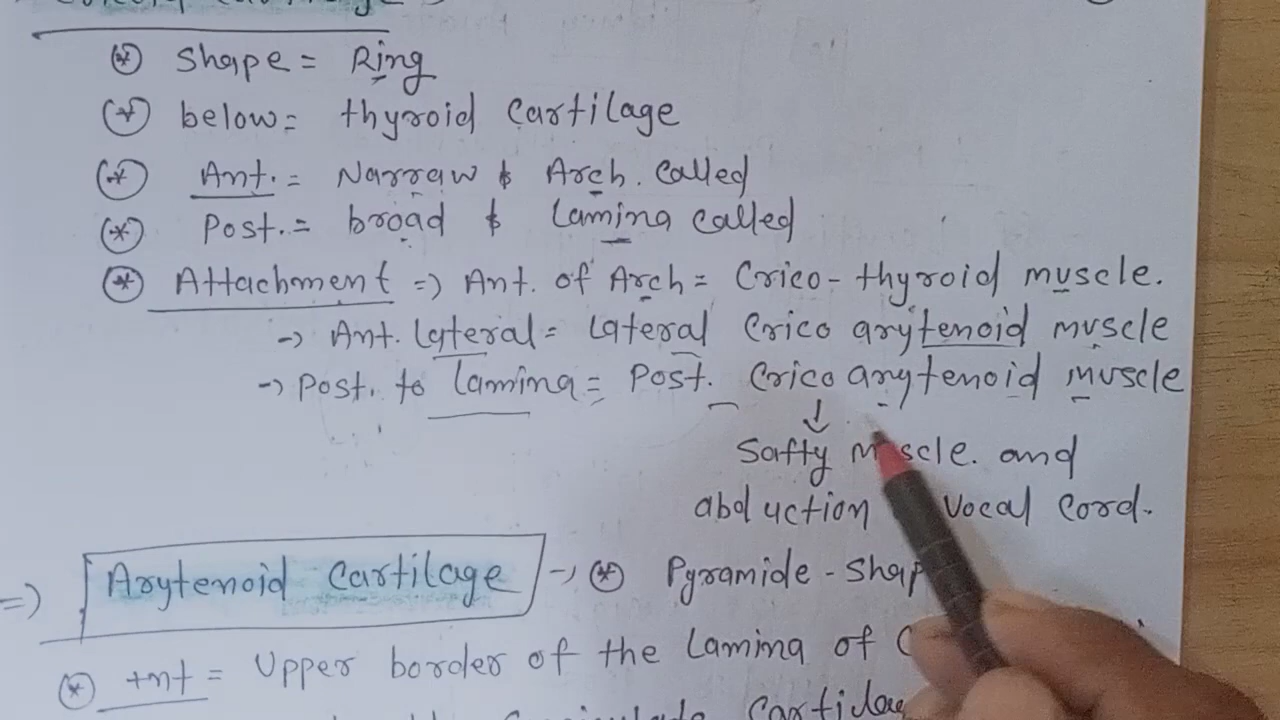 Shape = Ring
below = thyroid cartilage
Ant. = Narraw & Arch. called
Post. = broad & Lamina called
Attachment => Ant. of Arch = Crico-thyroid muscle.
-> Ant. lateral = Lateral Crico arytenoid muscle
-> Post. to lamina = Post. Crico arytenoid muscle
↓
Safty muscle. and
abduction vocal cord.
=> Arytenoid Cartilage -> Pyramide-Shap
Upper border of the Lamina of C
Cartilage